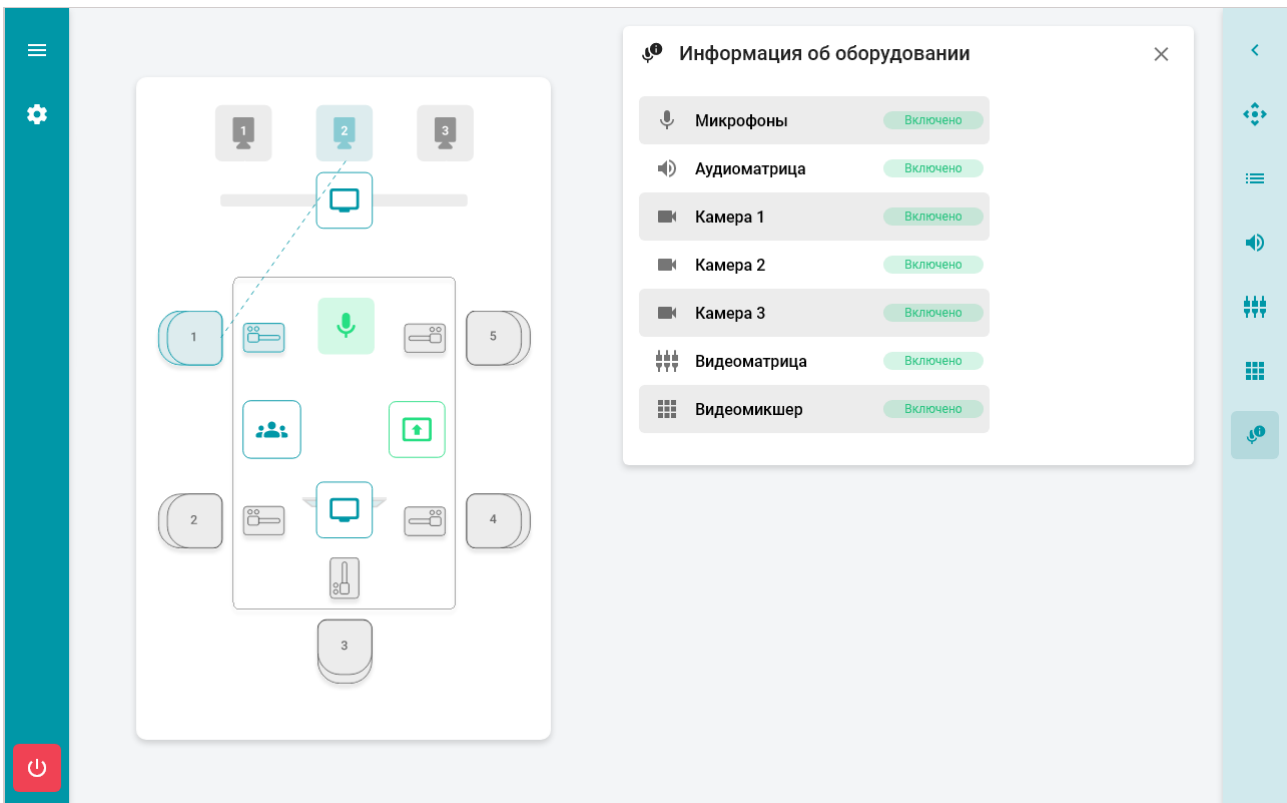 1
2
3
1
5
2
4
3
Информация об оборудовании
Микрофоны Включено
Аудиоматрица Включено
Камера 1 Включено
Камера 2 Включено
Камера 3 Включено
Видеоматрица Включено
Видеомикшер Включено